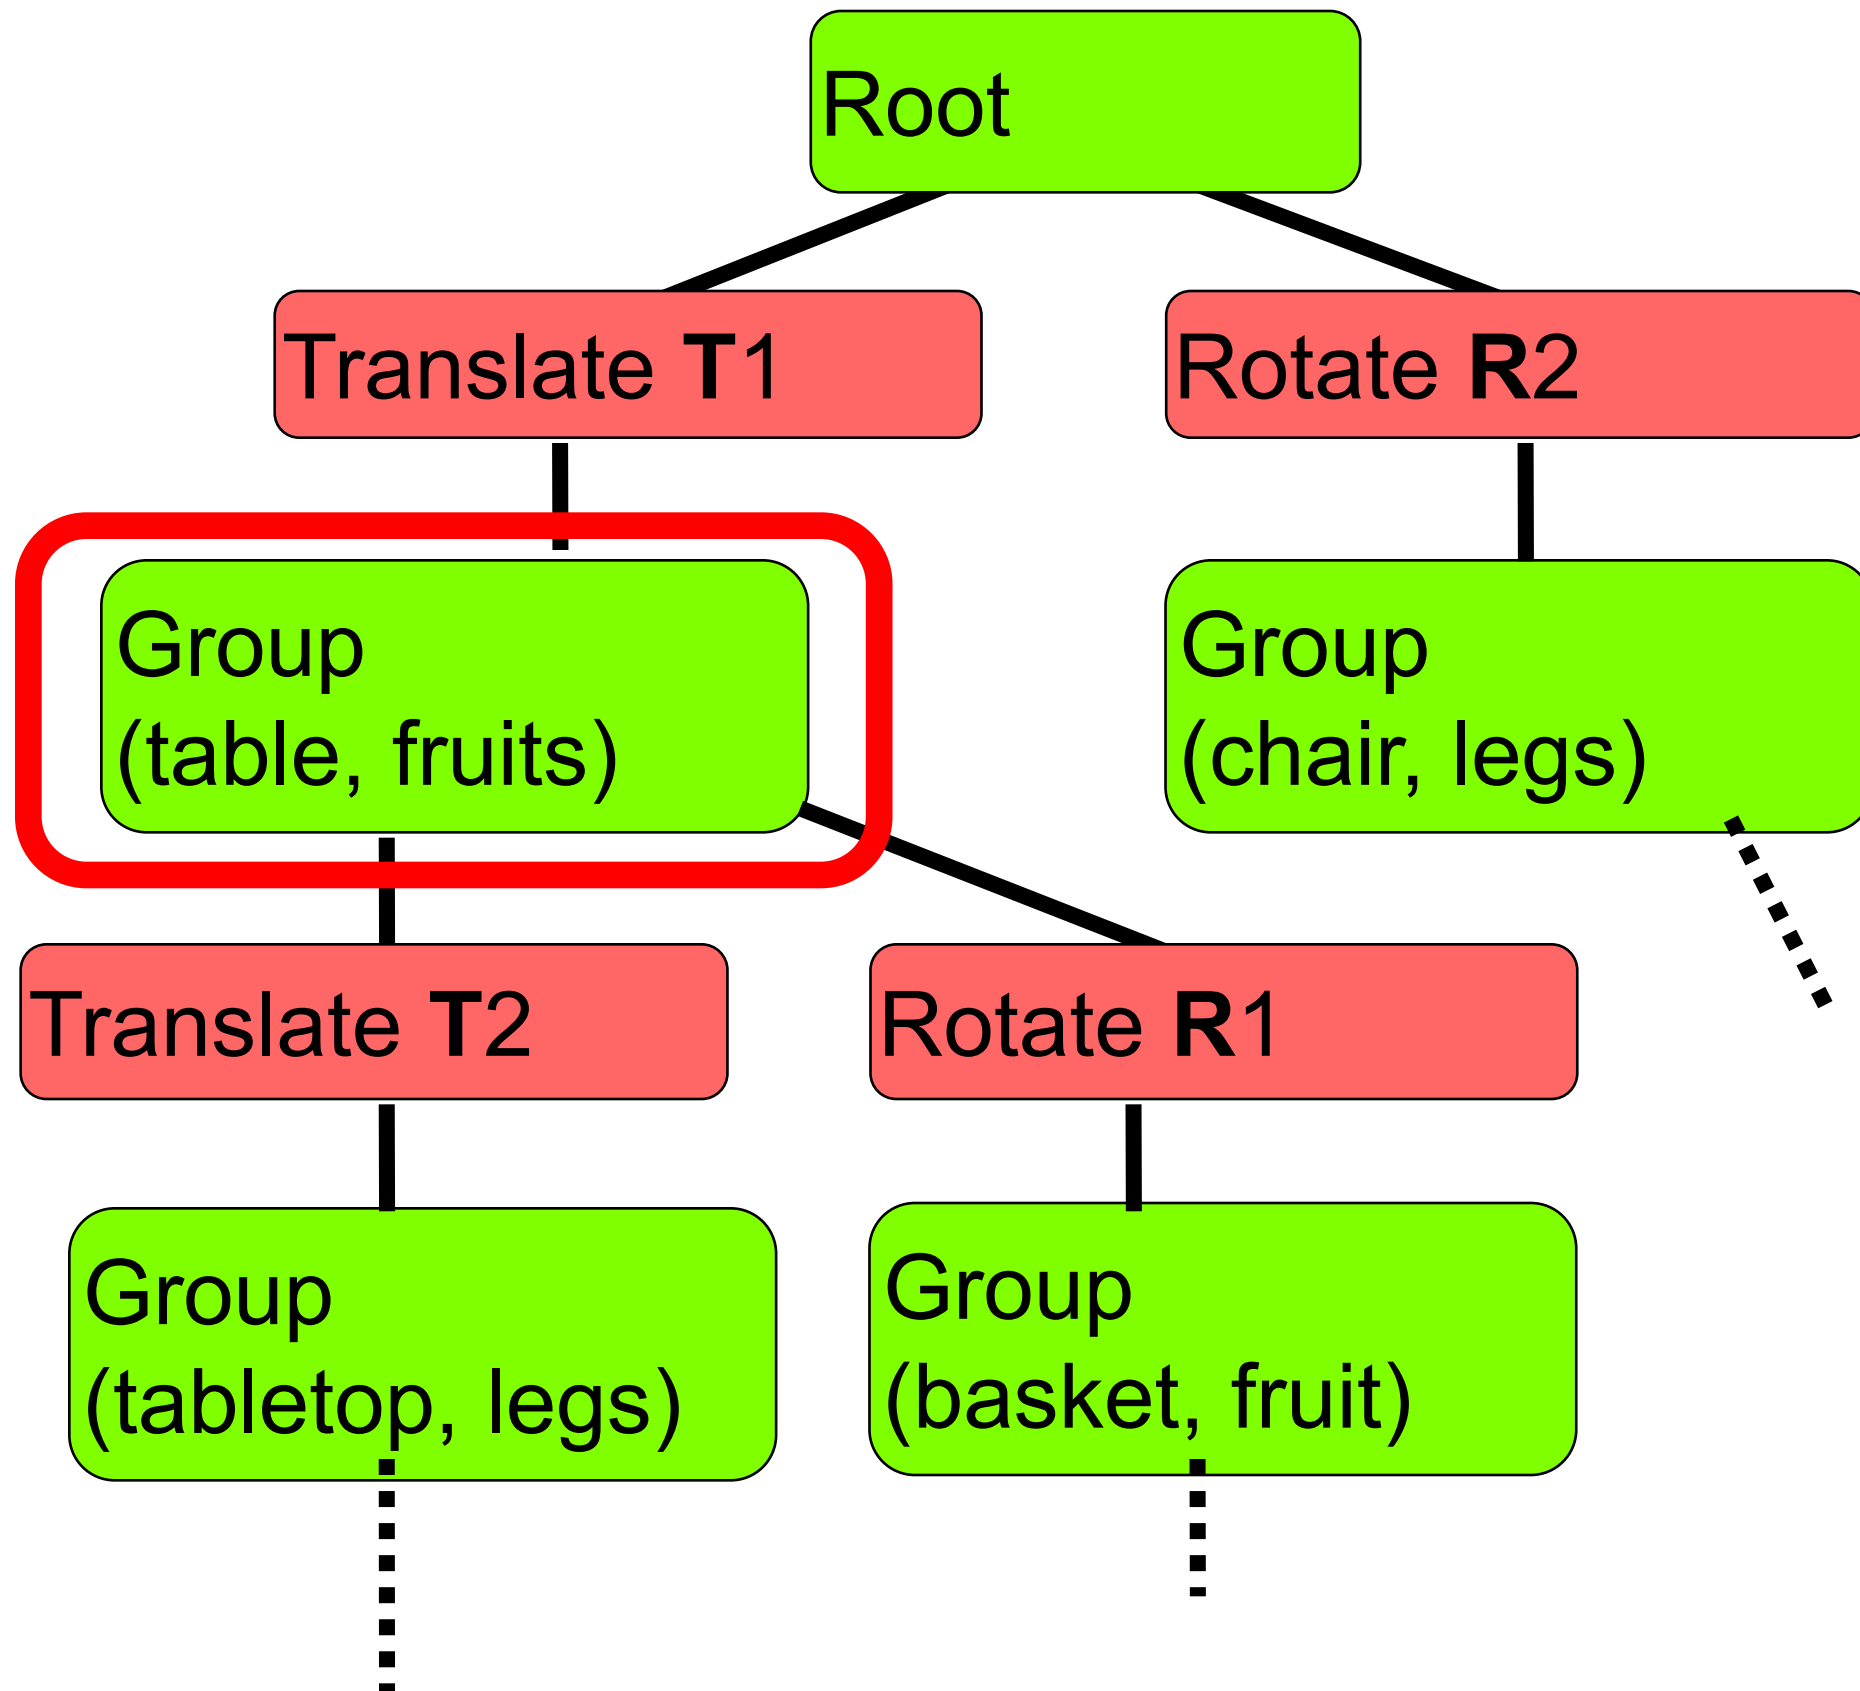 Root
Translate T1
Rotate R2
Group
(table, fruits)
Group
(chair, legs)
Translate T2
Rotate R1
Group
(tabletop, legs)
Group
(basket, fruit)